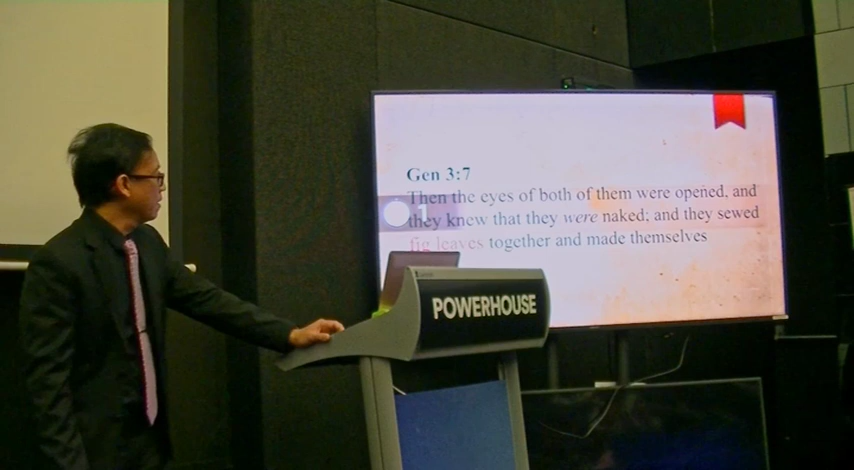 Gen 3:7
Then the eyes of both of them were opened, and
they knew that they were naked; and they sewed
fig leaves together and made themselves
1
POWERHOUSE